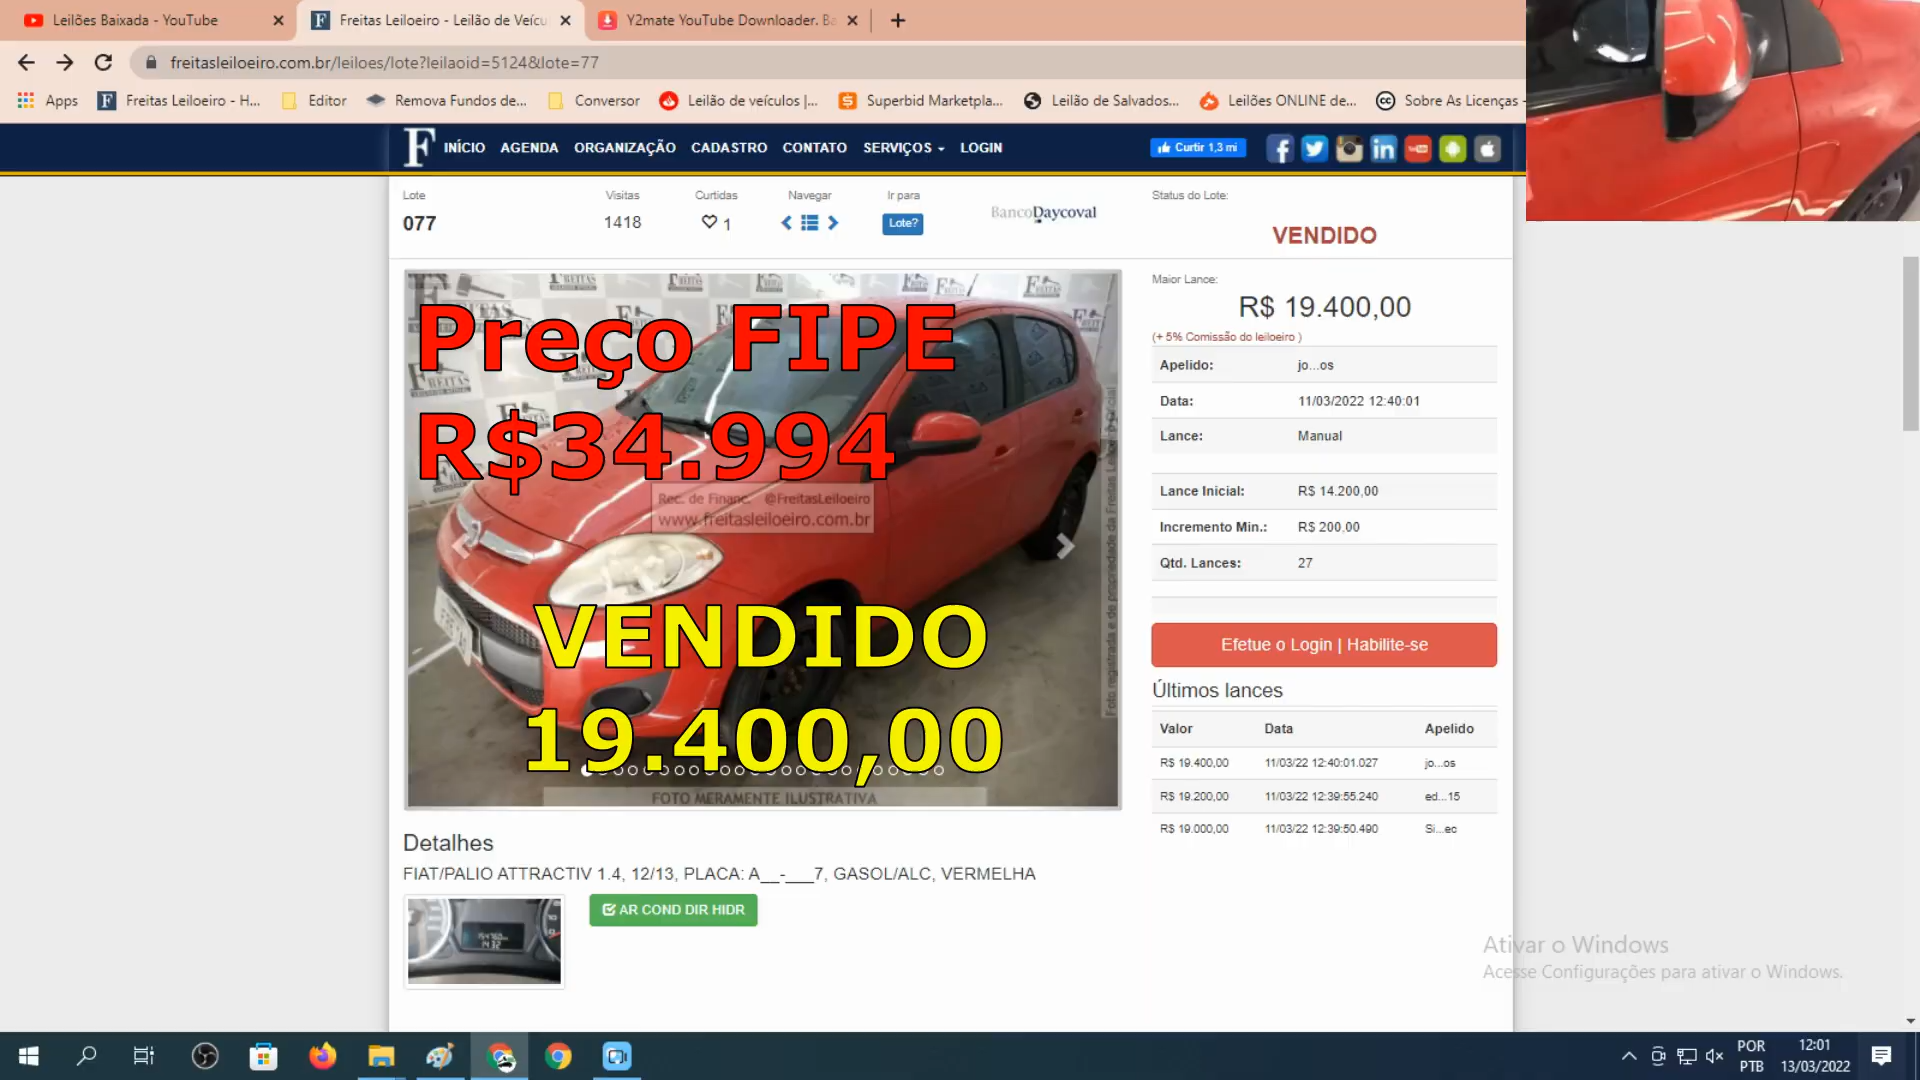 Leilões Baixada - YouTube
Freitas Leiloeiro - Leilão de Veícu
Y2mate YouTube Downloader. Ba
freitasleiloeiro.com.br/leiloes/lote?leilaoid=5124&lote=77
Apps
Freitas Leiloeiro - H...
Editor
Remova Fundos de...
Conversor
Leilão de veículos |...
Superbid Marketpla...
Leilão de Salvados...
Leilões ONLINE de...
Sobre As Licenças -
F INÍCIO AGENDA ORGANIZAÇÃO CADASTRO CONTATO SERVIÇOS LOGIN
Curtir 1,3 mi
Lote Visitas Curtidas Navegar Ir para
077 1418 1 Lote?
BancoDaycoval
Status do Lote:
VENDIDO
Preço FIPE
R$34.994
Rec. de Financ. @FreitasLeiloeiro
www.freitasleiloeiro.com.br
VENDIDO
19.400,00
FOTO MERAMENTE ILUSTRATIVA
Foto registrada e de propriedade da Freitas Leiloeiro Oficial
Maior Lance:
R$ 19.400,00
(+ 5% Comissão do leiloeiro )
Apelido: jo...os
Data: 11/03/2022 12:40:01
Lance: Manual
Lance Inicial: R$ 14.200,00
Incremento Min.: R$ 200,00
Qtd. Lances: 27
Efetue o Login | Habilite-se
Últimos lances
Valor Data Apelido
R$ 19.400,00 11/03/22 12:40:01.027 jo...os
R$ 19.200,00 11/03/22 12:39:55.240 ed...15
R$ 19.000,00 11/03/22 12:39:50.490 Si...ec
Detalhes
FIAT/PALIO ATTRACTIV 1.4, 12/13, PLACA: A__-___7, GASOL/ALC, VERMELHA
AR COND DIR HIDR
Ativar o Windows
Acesse Configurações para ativar o Windows.
POR
PTB
12:01
13/03/2022